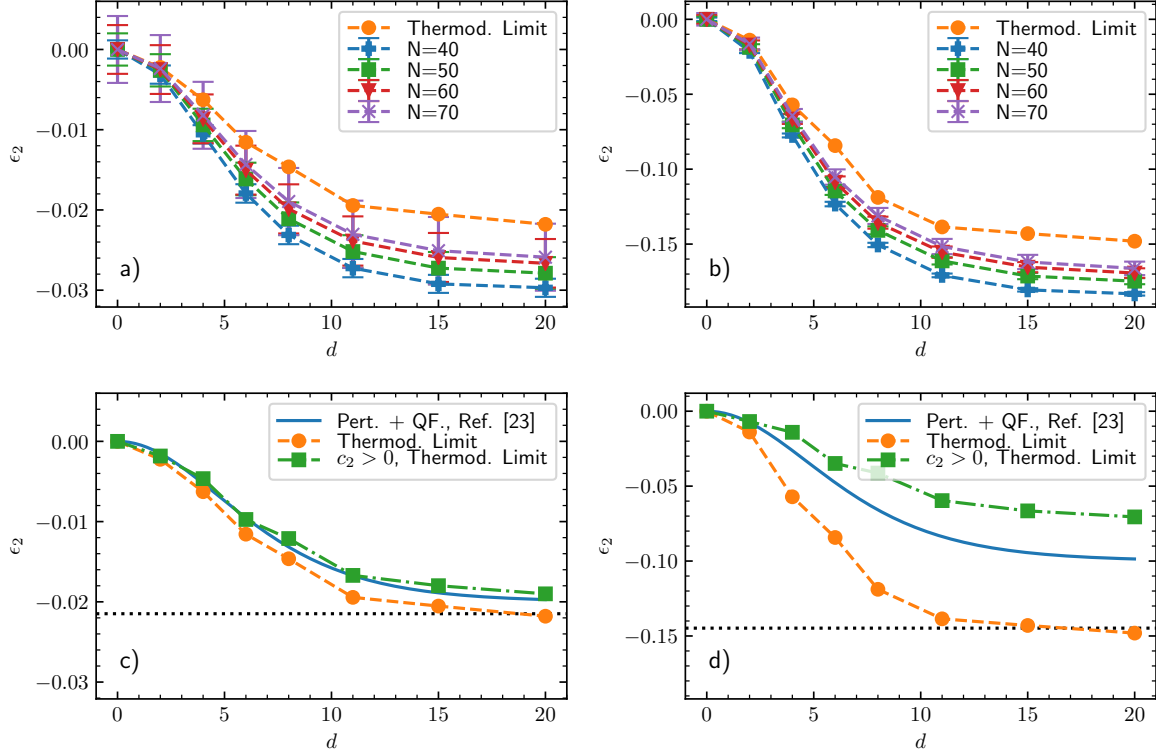 0.00
−0.01
−0.02
−0.03
ϵ₂
0 5 10 15 20
d
a)
Thermod. Limit
N=40
N=50
N=60
N=70
0.00
−0.05
−0.10
−0.15
ϵ₂
0 5 10 15 20
d
b)
Thermod. Limit
N=40
N=50
N=60
N=70
0.00
−0.01
−0.02
−0.03
ϵ₂
0 5 10 15 20
d
c)
Pert. + QF., Ref. [23]
Thermod. Limit
c₂ > 0, Thermod. Limit
0.00
−0.05
−0.10
−0.15
ϵ₂
0 5 10 15 20
d
d)
Pert. + QF., Ref. [23]
Thermod. Limit
c₂ > 0, Thermod. Limit